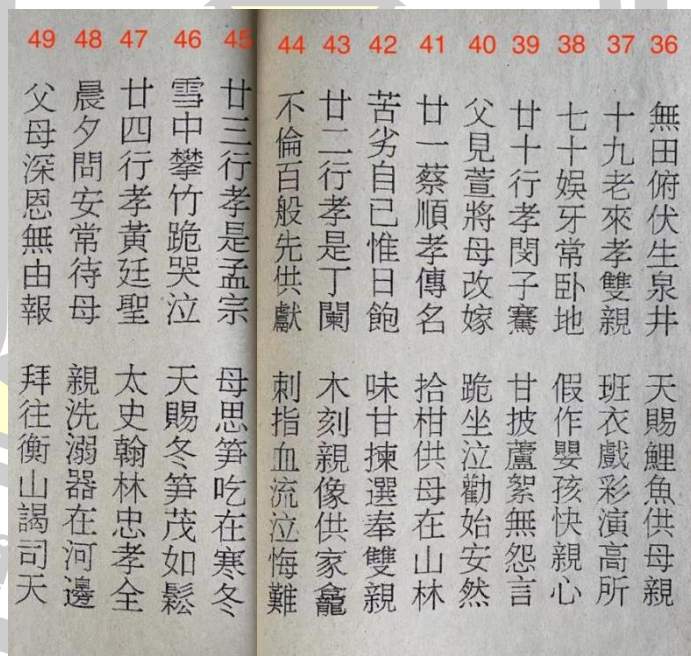 36 無田俯伏生泉井 天賜鯉魚供母親
37 十九老來孝雙親 班衣戲彩演高所
38 七十娛牙常卧地 假作嬰孩快親心
39 廿十行孝閔子騫 甘披蘆絮無怨言
40 父見萱將母改嫁 跪坐泣勸始安然
41 廿一蔡順孝傳名 拾柑供母在山林
42 苦劣自已惟日飽 味甘揀選奉雙親
43 廿二行孝是丁闌 木刻親像供家龕
44 不倫百般先供獻 刺指血流泣悔難
45 廿三行孝是孟宗 母思笋吃在寒冬
46 雪中攀竹跪哭泣 天賜冬笋茂如鬆
47 廿四行孝黃廷聖 太史翰林忠孝全
48 晨夕問安常待母 親洗溺器在河邊
49 父母深恩無由報 拜往衡山謁司天